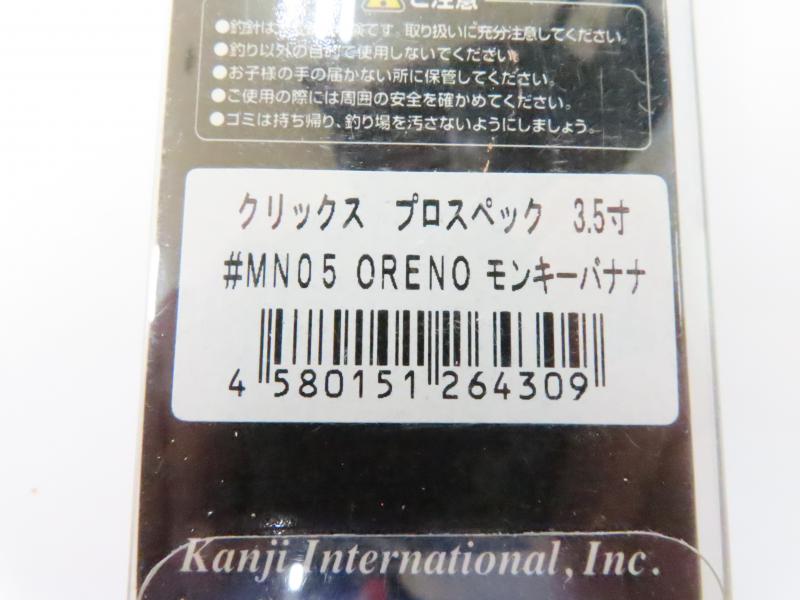 ご注意
●釣針は です。取り扱いに充分注意してください。
●釣り以外の目的で使用しないでください。
●お子様の手の届かない所に保管してください。
●ご使用の際には周囲の安全を確かめてください。
●ゴミは持ち帰り、釣り場を汚さないようにしましょう。
クリックス プロスペック 3.5寸
#MN05 ORENO モンキーバナナ
4 580151 264309
Kanji International, Inc.